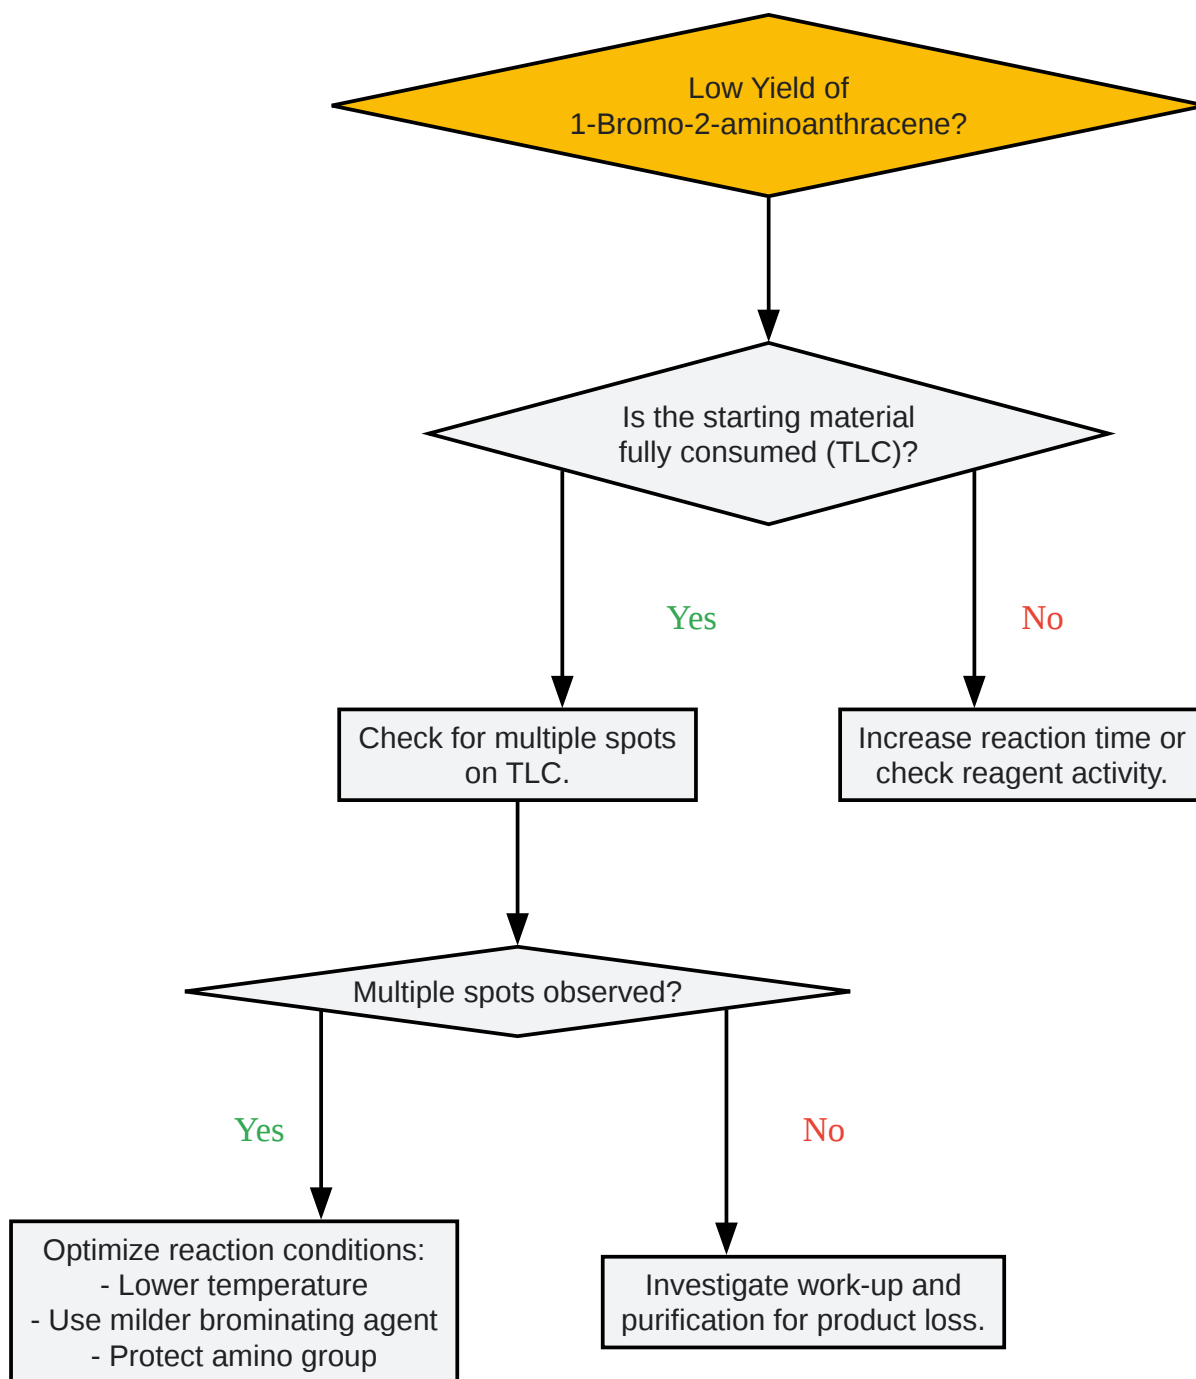 Low Yield of
1-Bromo-2-aminoanthracene?
Is the starting material
fully consumed (TLC)?
Yes
No
Check for multiple spots
on TLC.
Increase reaction time or
check reagent activity.
Multiple spots observed?
Yes
No
Optimize reaction conditions:
- Lower temperature
- Use milder brominating agent
- Protect amino group
Investigate work-up and
purification for product loss.